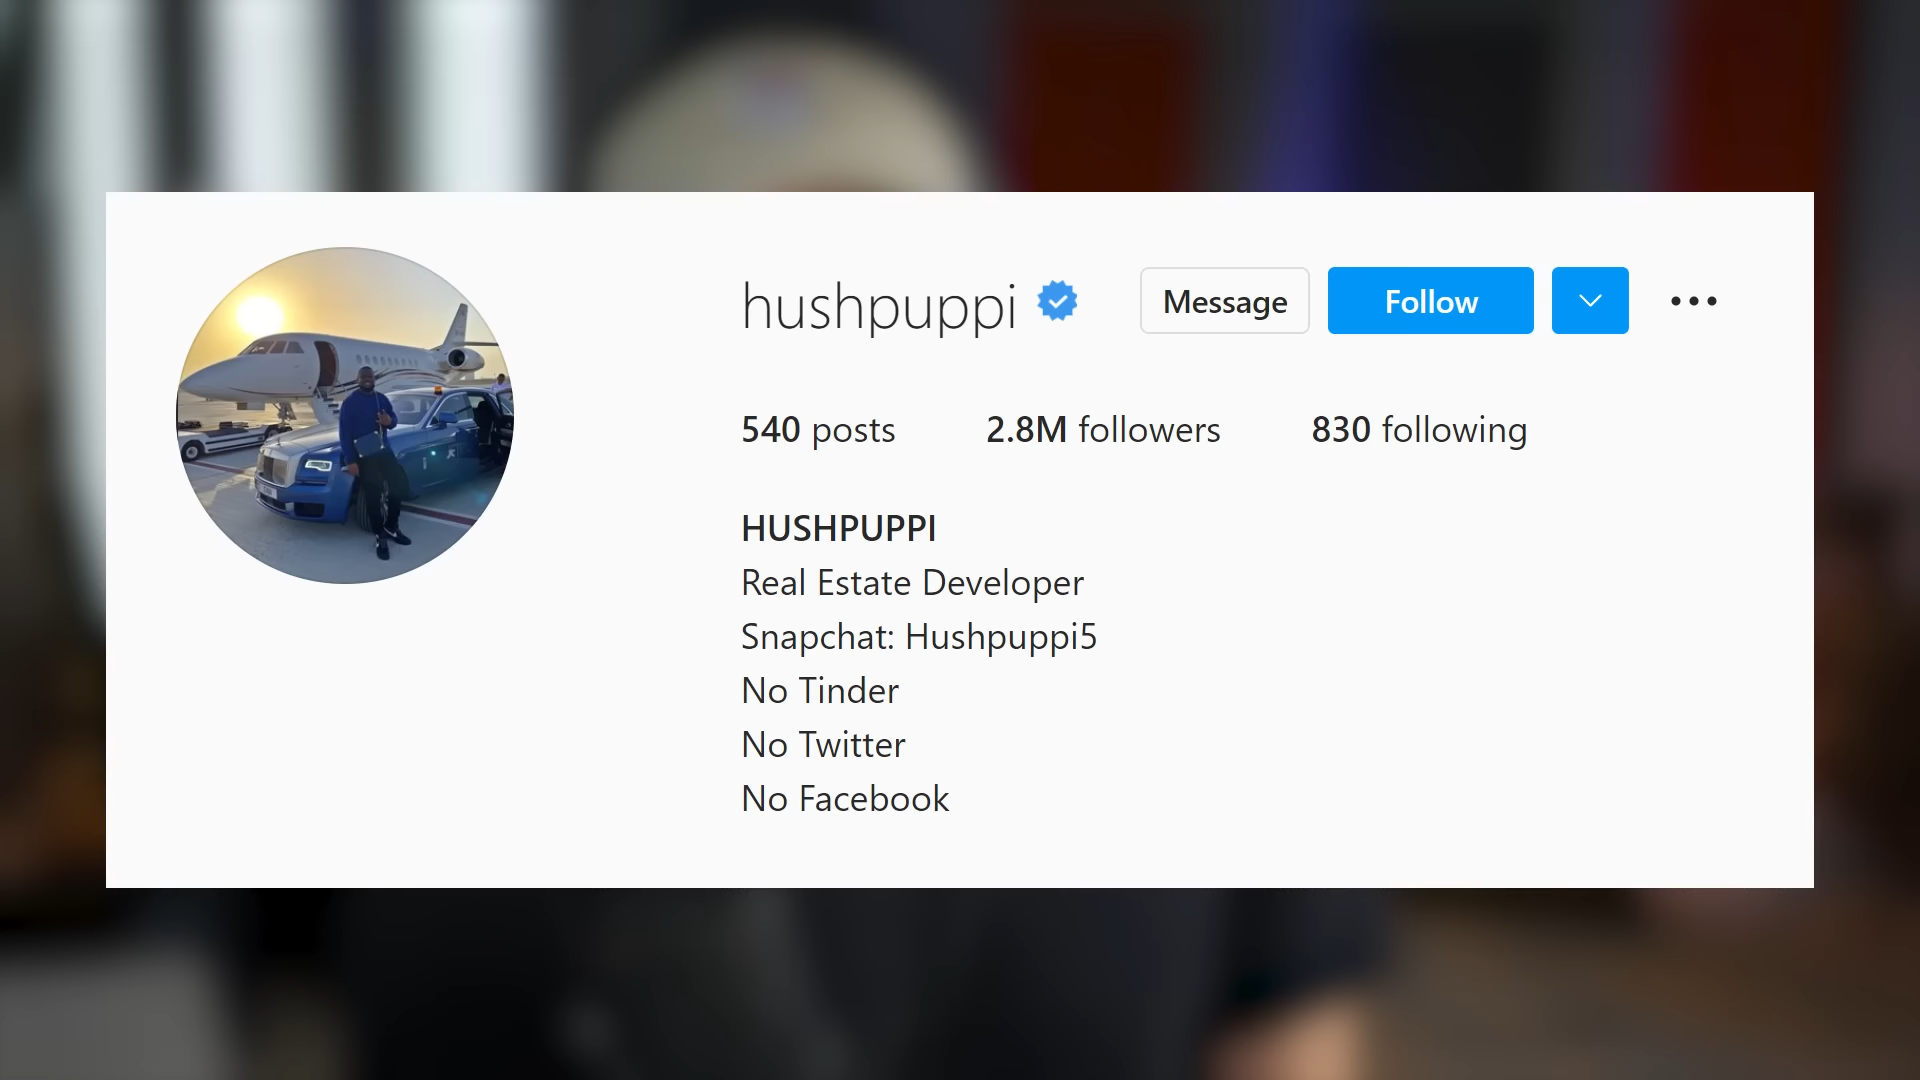 hushpuppi
Message
Follow
540 posts
2.8M followers
830 following
HUSHPUPPI
Real Estate Developer
Snapchat: Hushpuppi5
No Tinder
No Twitter
No Facebook